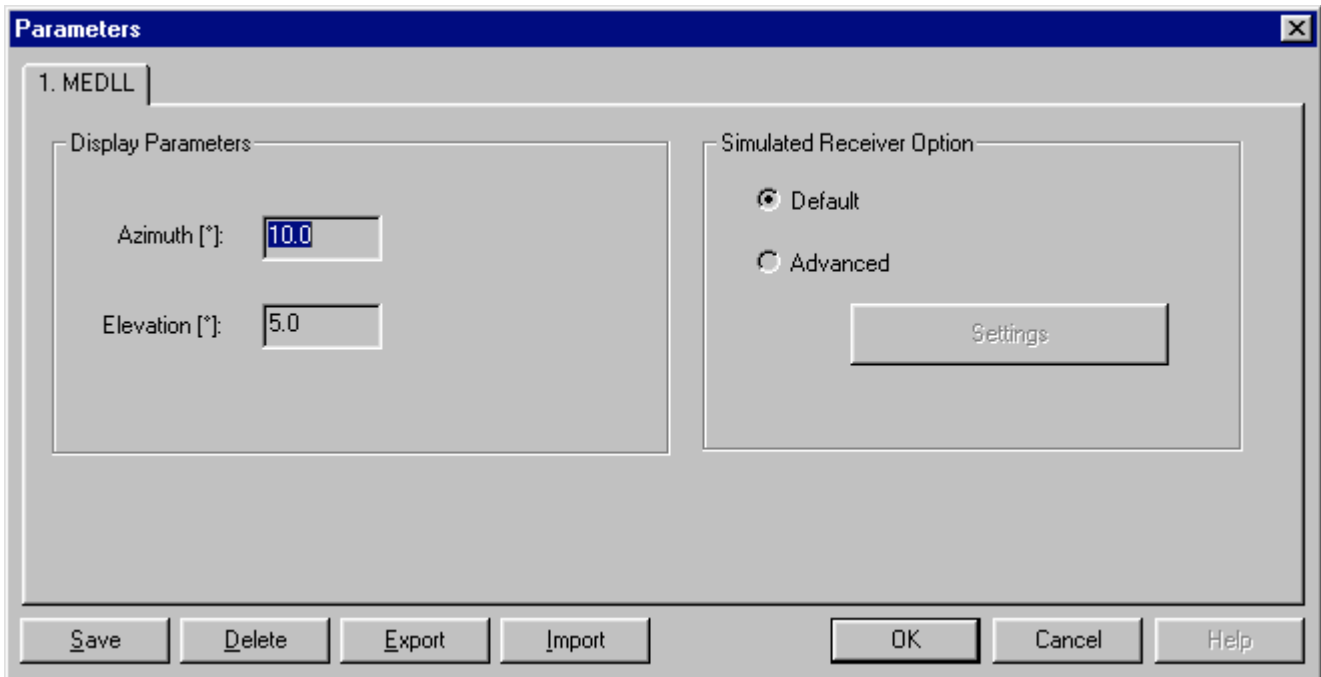 Parameters
1. MEDLL
Display Parameters
Azimuth [°]: 10.0
Elevation [°]: 5.0
Simulated Receiver Option
Default
Advanced
Settings
Save Delete Export Import OK Cancel Help